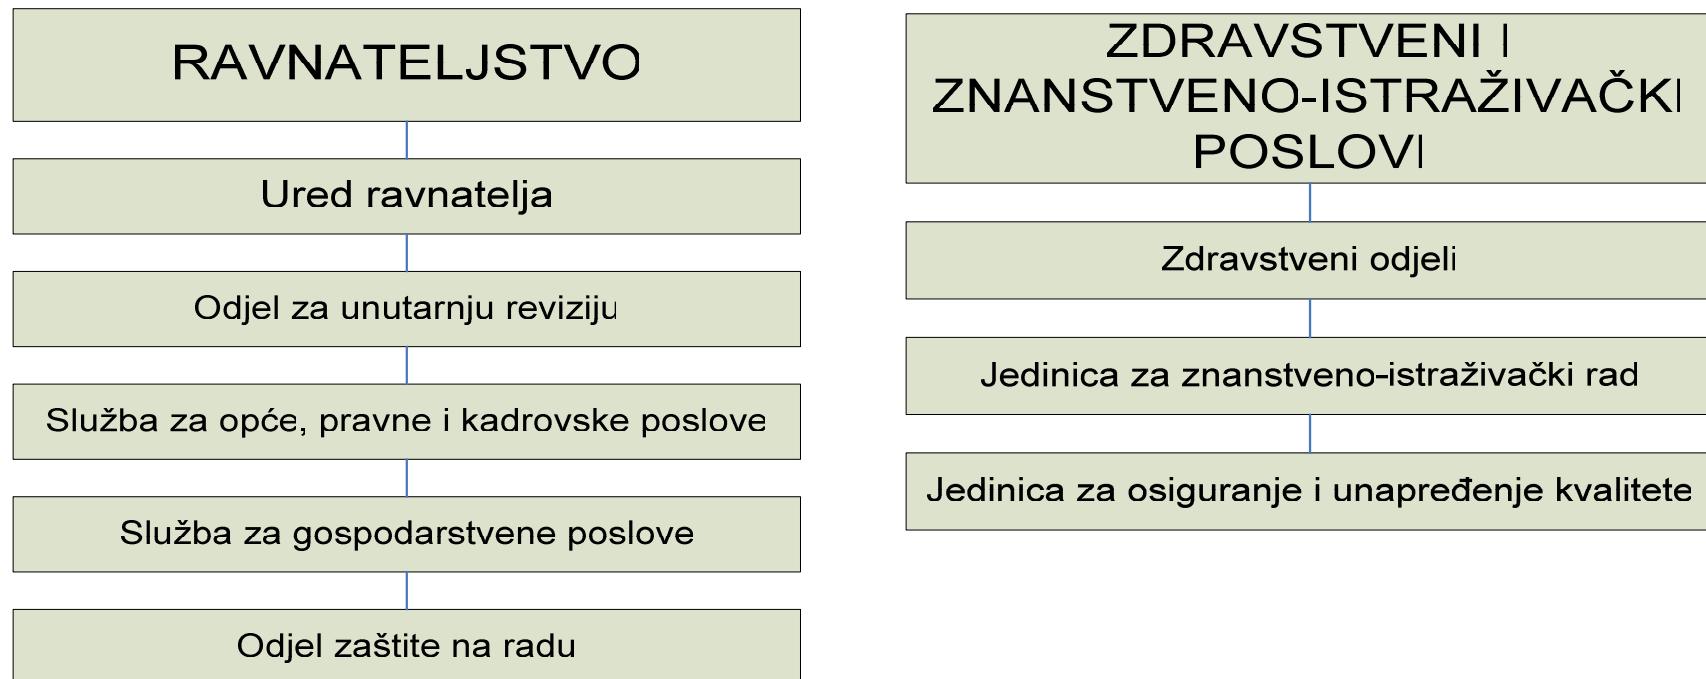 RAVNATELJSTVO
Ured ravnatelja
Odjel za unutarnju reviziju
Služba za opće, pravne i kadrovske poslove
Služba za gospodarstvene poslove
Odjel zaštite na radu
ZDRAVSTVENI I
ZNANSTVENO-ISTRAŽIVAČKI
POSLOVI
Zdravstveni odjeli
Jedinica za znanstveno-istraživački rad
Jedinica za osiguranje i unapređenje kvalitete